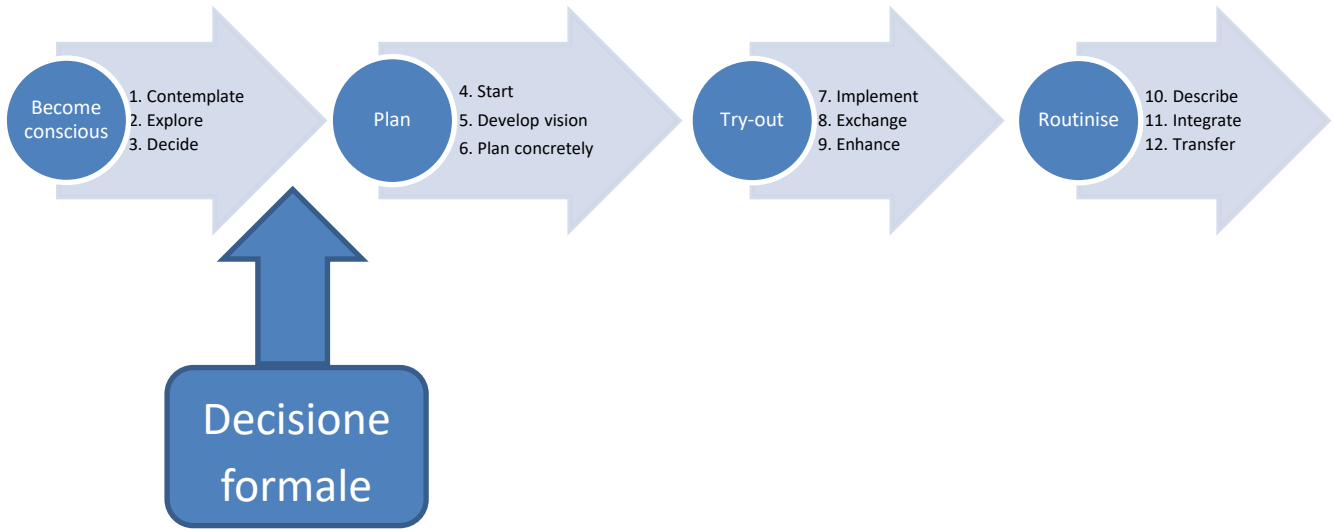 Become
conscious
1. Contemplate
2. Explore
3. Decide
Plan
4. Start
5. Develop vision
6. Plan concretely
Try-out
7. Implement
8. Exchange
9. Enhance
Routinise
10. Describe
11. Integrate
12. Transfer
Decisione
formale